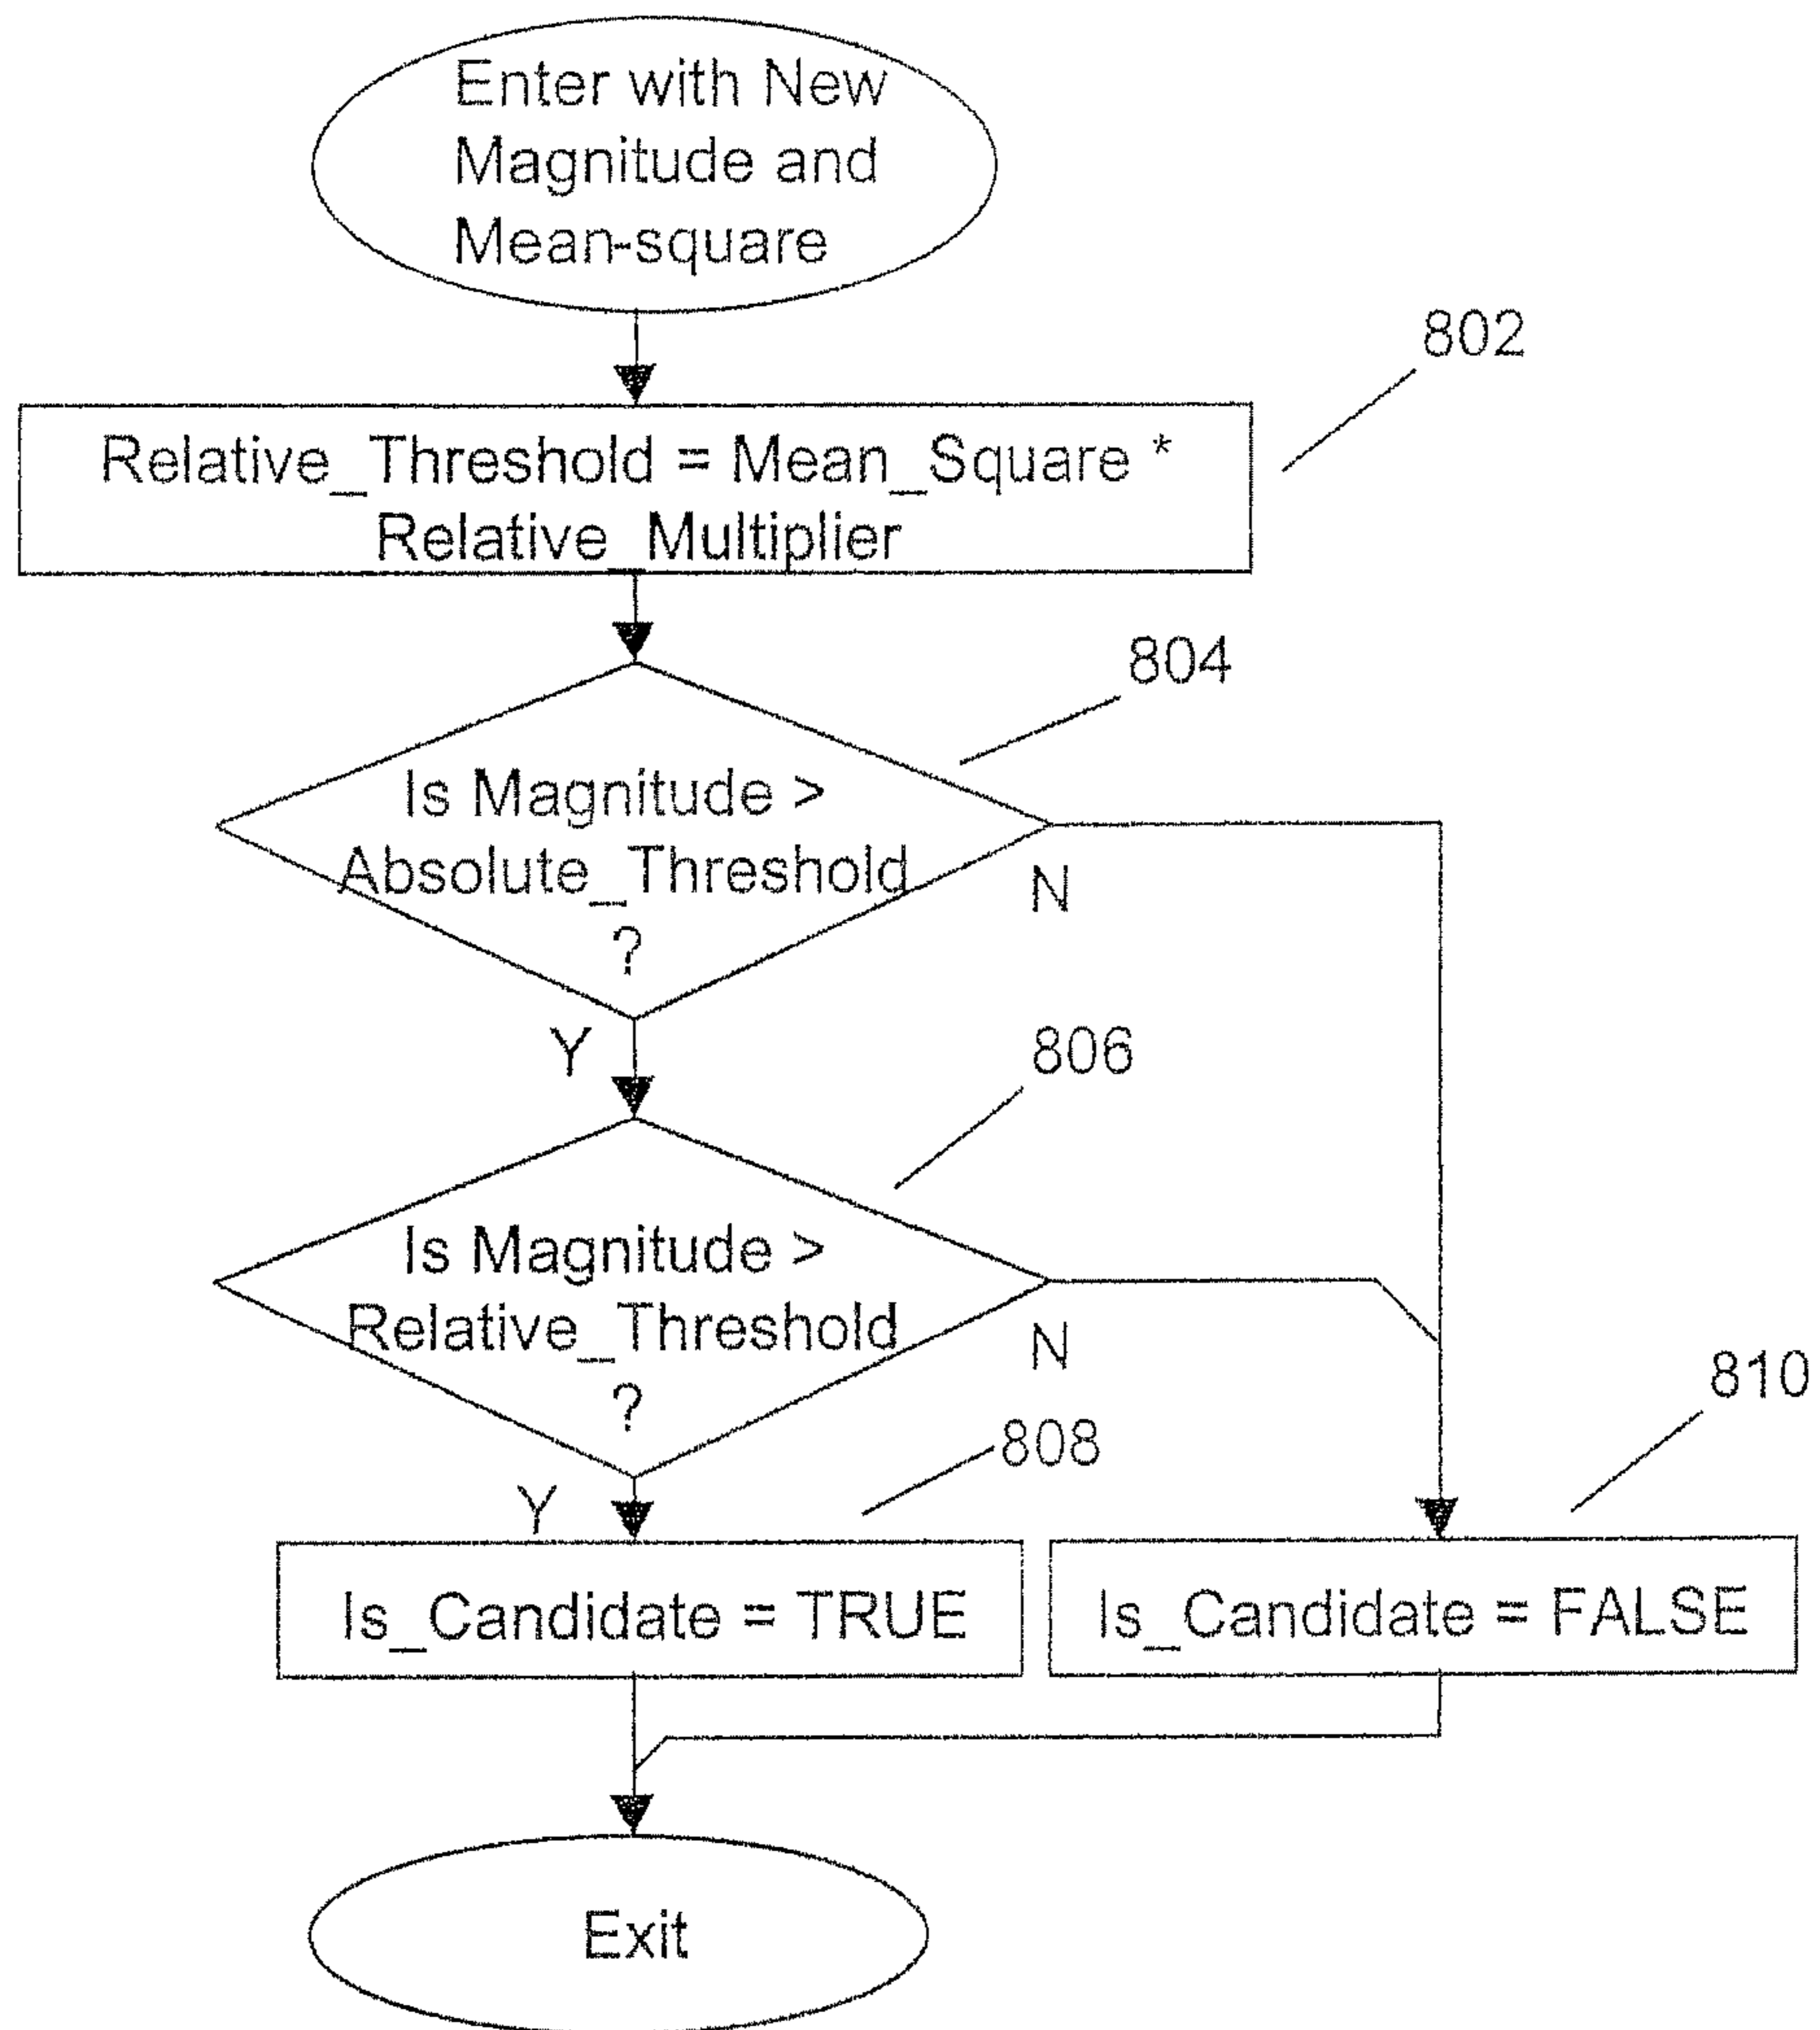 Enter with New
Magnitude and
Mean-square
802
Relative_Threshold = Mean_Square *
Relative_Multiplier
804
Is Magnitude >
Absolute_Threshold
?
N
Y
806
Is Magnitude >
Relative_Threshold
?
N
Y
808
810
Is_Candidate = TRUE
Is_Candidate = FALSE
Exit